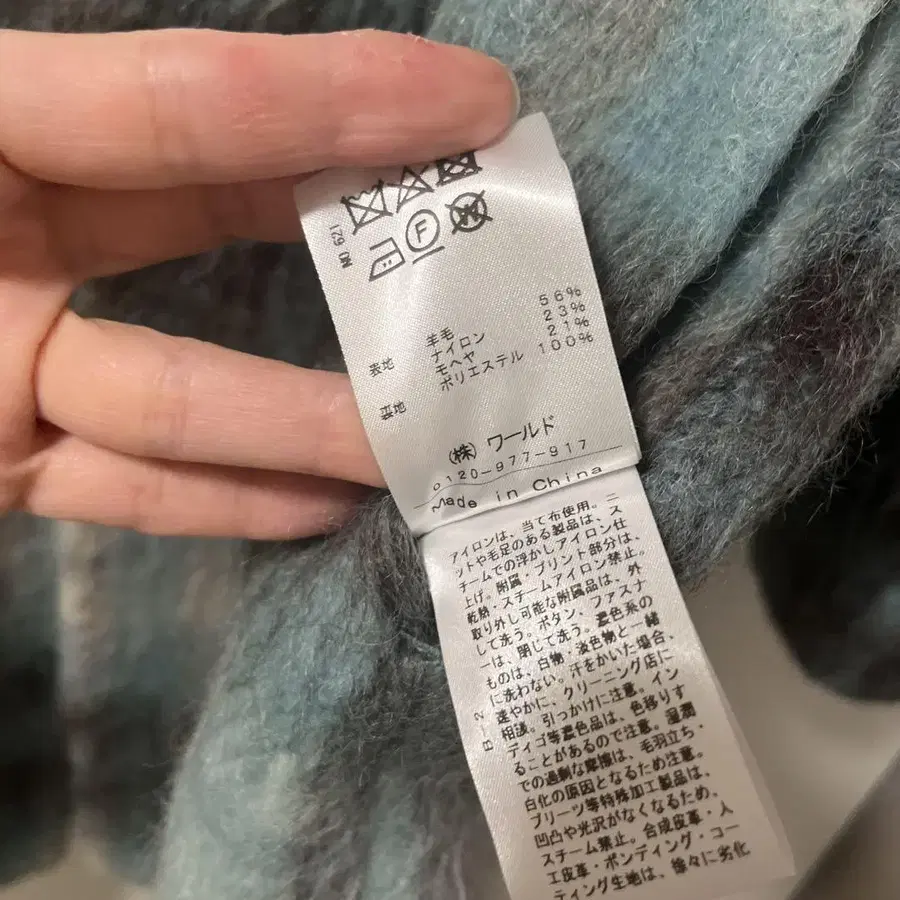 NO 621
F
W
表地
羊毛 56%
ナイロン 23%
モヘヤ 21%
裏地
ポリエステル 100%
(株) ワールド
0120-977-917
Made in China
B-2
アイロンは、当て布使用。ニ
ットや毛足のある製品は、ス
チームでの浮かしアイロン仕
上げ。附属・プリント部分は、
乾熱・スチームアイロン禁止。
取り外し可能な附属品は、外
して洗う。ボタン、ファスナ
ーは、閉じて洗う。濃色系の
ものは、白物・淡色物と一緒
に洗わない。汗をかいた場合、
速やかに、クリーニング店に
相談。引っかけに注意。イン
ディゴ等濃色品は、色移りす
ることがあるので注意。湿潤
での過剰な摩擦は、毛羽立ち・
白化の原因となるため注意。
プリーツ等特殊加工製品は、
凹凸や光沢がなくなるため、
スチーム禁止。合成皮革・人
工皮革・ボンディング・コー
ティング生地は、徐々に劣化